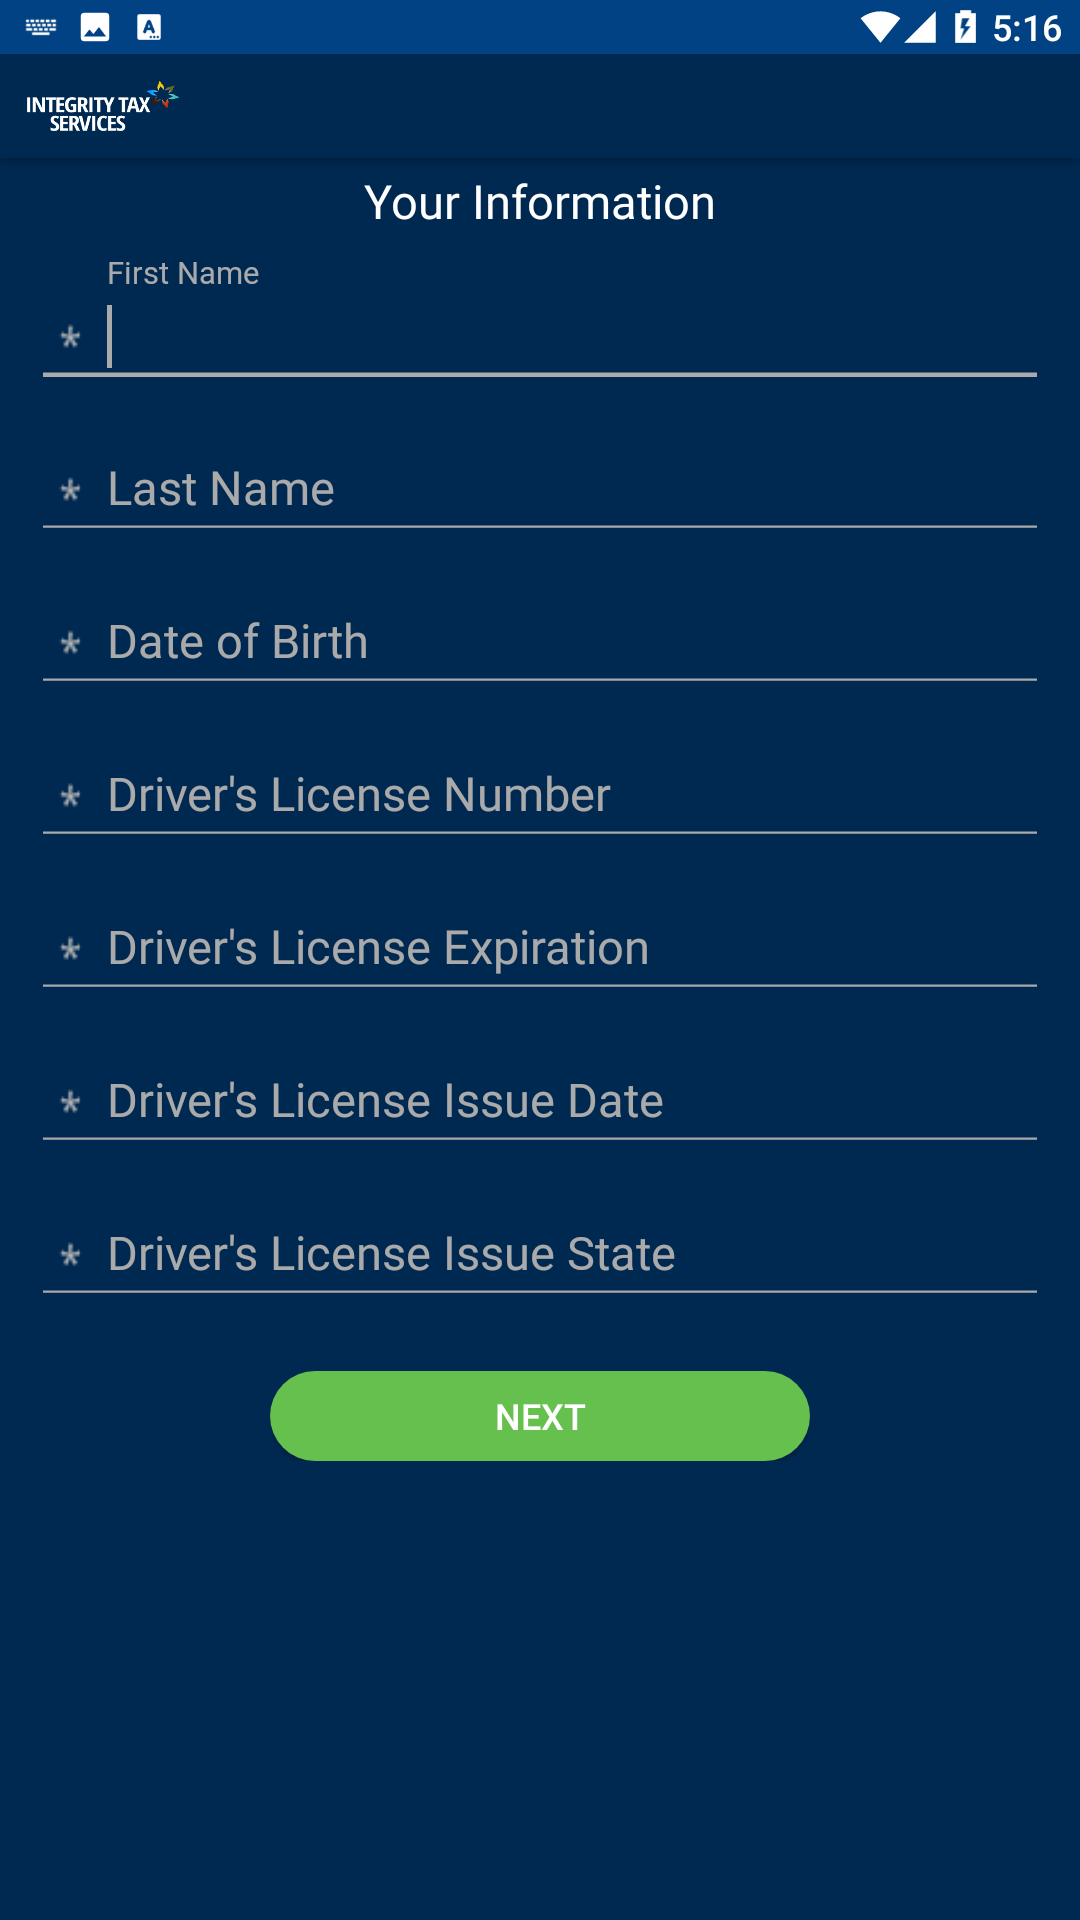 5:16
INTEGRITY TAX
SERVICES
Your Information
First Name
*
* Last Name
* Date of Birth
* Driver's License Number
* Driver's License Expiration
* Driver's License Issue Date
* Driver's License Issue State
NEXT